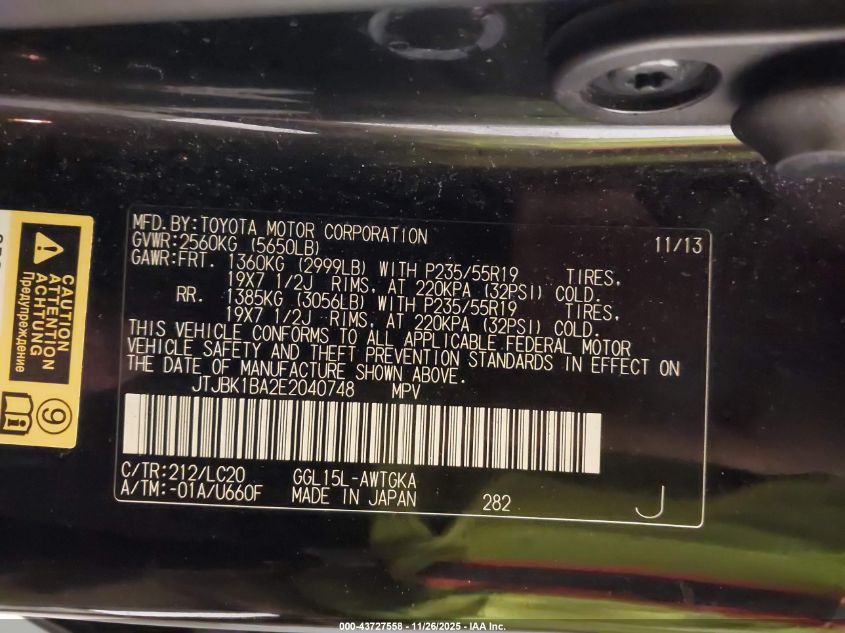 MFD.BY:TOYOTA MOTOR CORPORATION 11/13
GVWR:2560KG (5650LB)
GAWR:FRT. 1360KG (2999LB) WITH P235/55R19 TIRES,
19X7 1/2J RIMS, AT 220KPA (32PSI) COLD.
RR. 1385KG (3056LB) WITH P235/55R19 TIRES,
19X7 1/2J RIMS, AT 220KPA (32PSI) COLD.
THIS VEHICLE CONFORMS TO ALL APPLICABLE FEDERAL MOTOR
VEHICLE SAFETY AND THEFT PREVENTION STANDARDS IN EFFECT ON
THE DATE OF MANUFACTURE SHOWN ABOVE.
JTJBK1BA2E2040748 MPV
C/TR:212/LC20 GGL15L-AWTGKA
A/TM:-01A/U660F MADE IN JAPAN 282 J
CAUTION
ATTENTION
ACHTUNG
Предупреждение
9
000-43727558 - 11/26/2025 - IAA Inc.